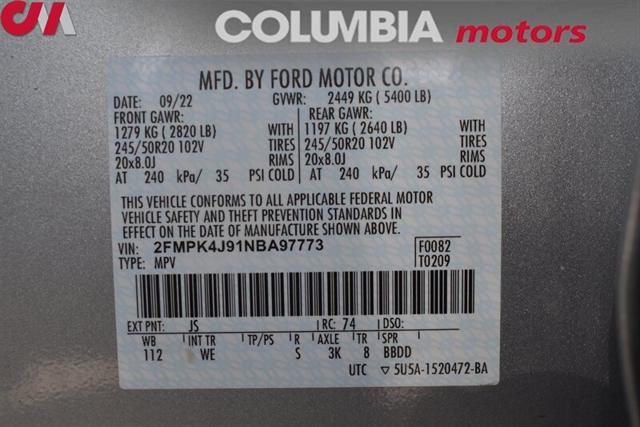 CM
COLUMBIA motors
MFD. BY FORD MOTOR CO.
DATE: 09/22 GVWR: 2449 KG ( 5400 LB)
FRONT GAWR: REAR GAWR:
1279 KG ( 2820 LB) WITH 1197 KG ( 2640 LB) WITH
245/50R20 102V TIRES 245/50R20 102V TIRES
20x8.0J RIMS 20x8.0J RIMS
AT 240 kPa/ 35 PSI COLD AT 240 kPa/ 35 PSI COLD
THIS VEHICLE CONFORMS TO ALL APPLICABLE FEDERAL MOTOR
VEHICLE SAFETY AND THEFT PREVENTION STANDARDS IN
EFFECT ON THE DATE OF MANUFACTURE SHOWN ABOVE.
VIN: 2FMPK4J91NBA97773 F0082
TYPE: MPV T0209
EXT PNT: JS RC: 74 DSO:
WB INT TR TP/PS R AXLE TR SPR
112 WE S 3K 8 BBDD
UTC ▽ 5U5A-1520472-BA